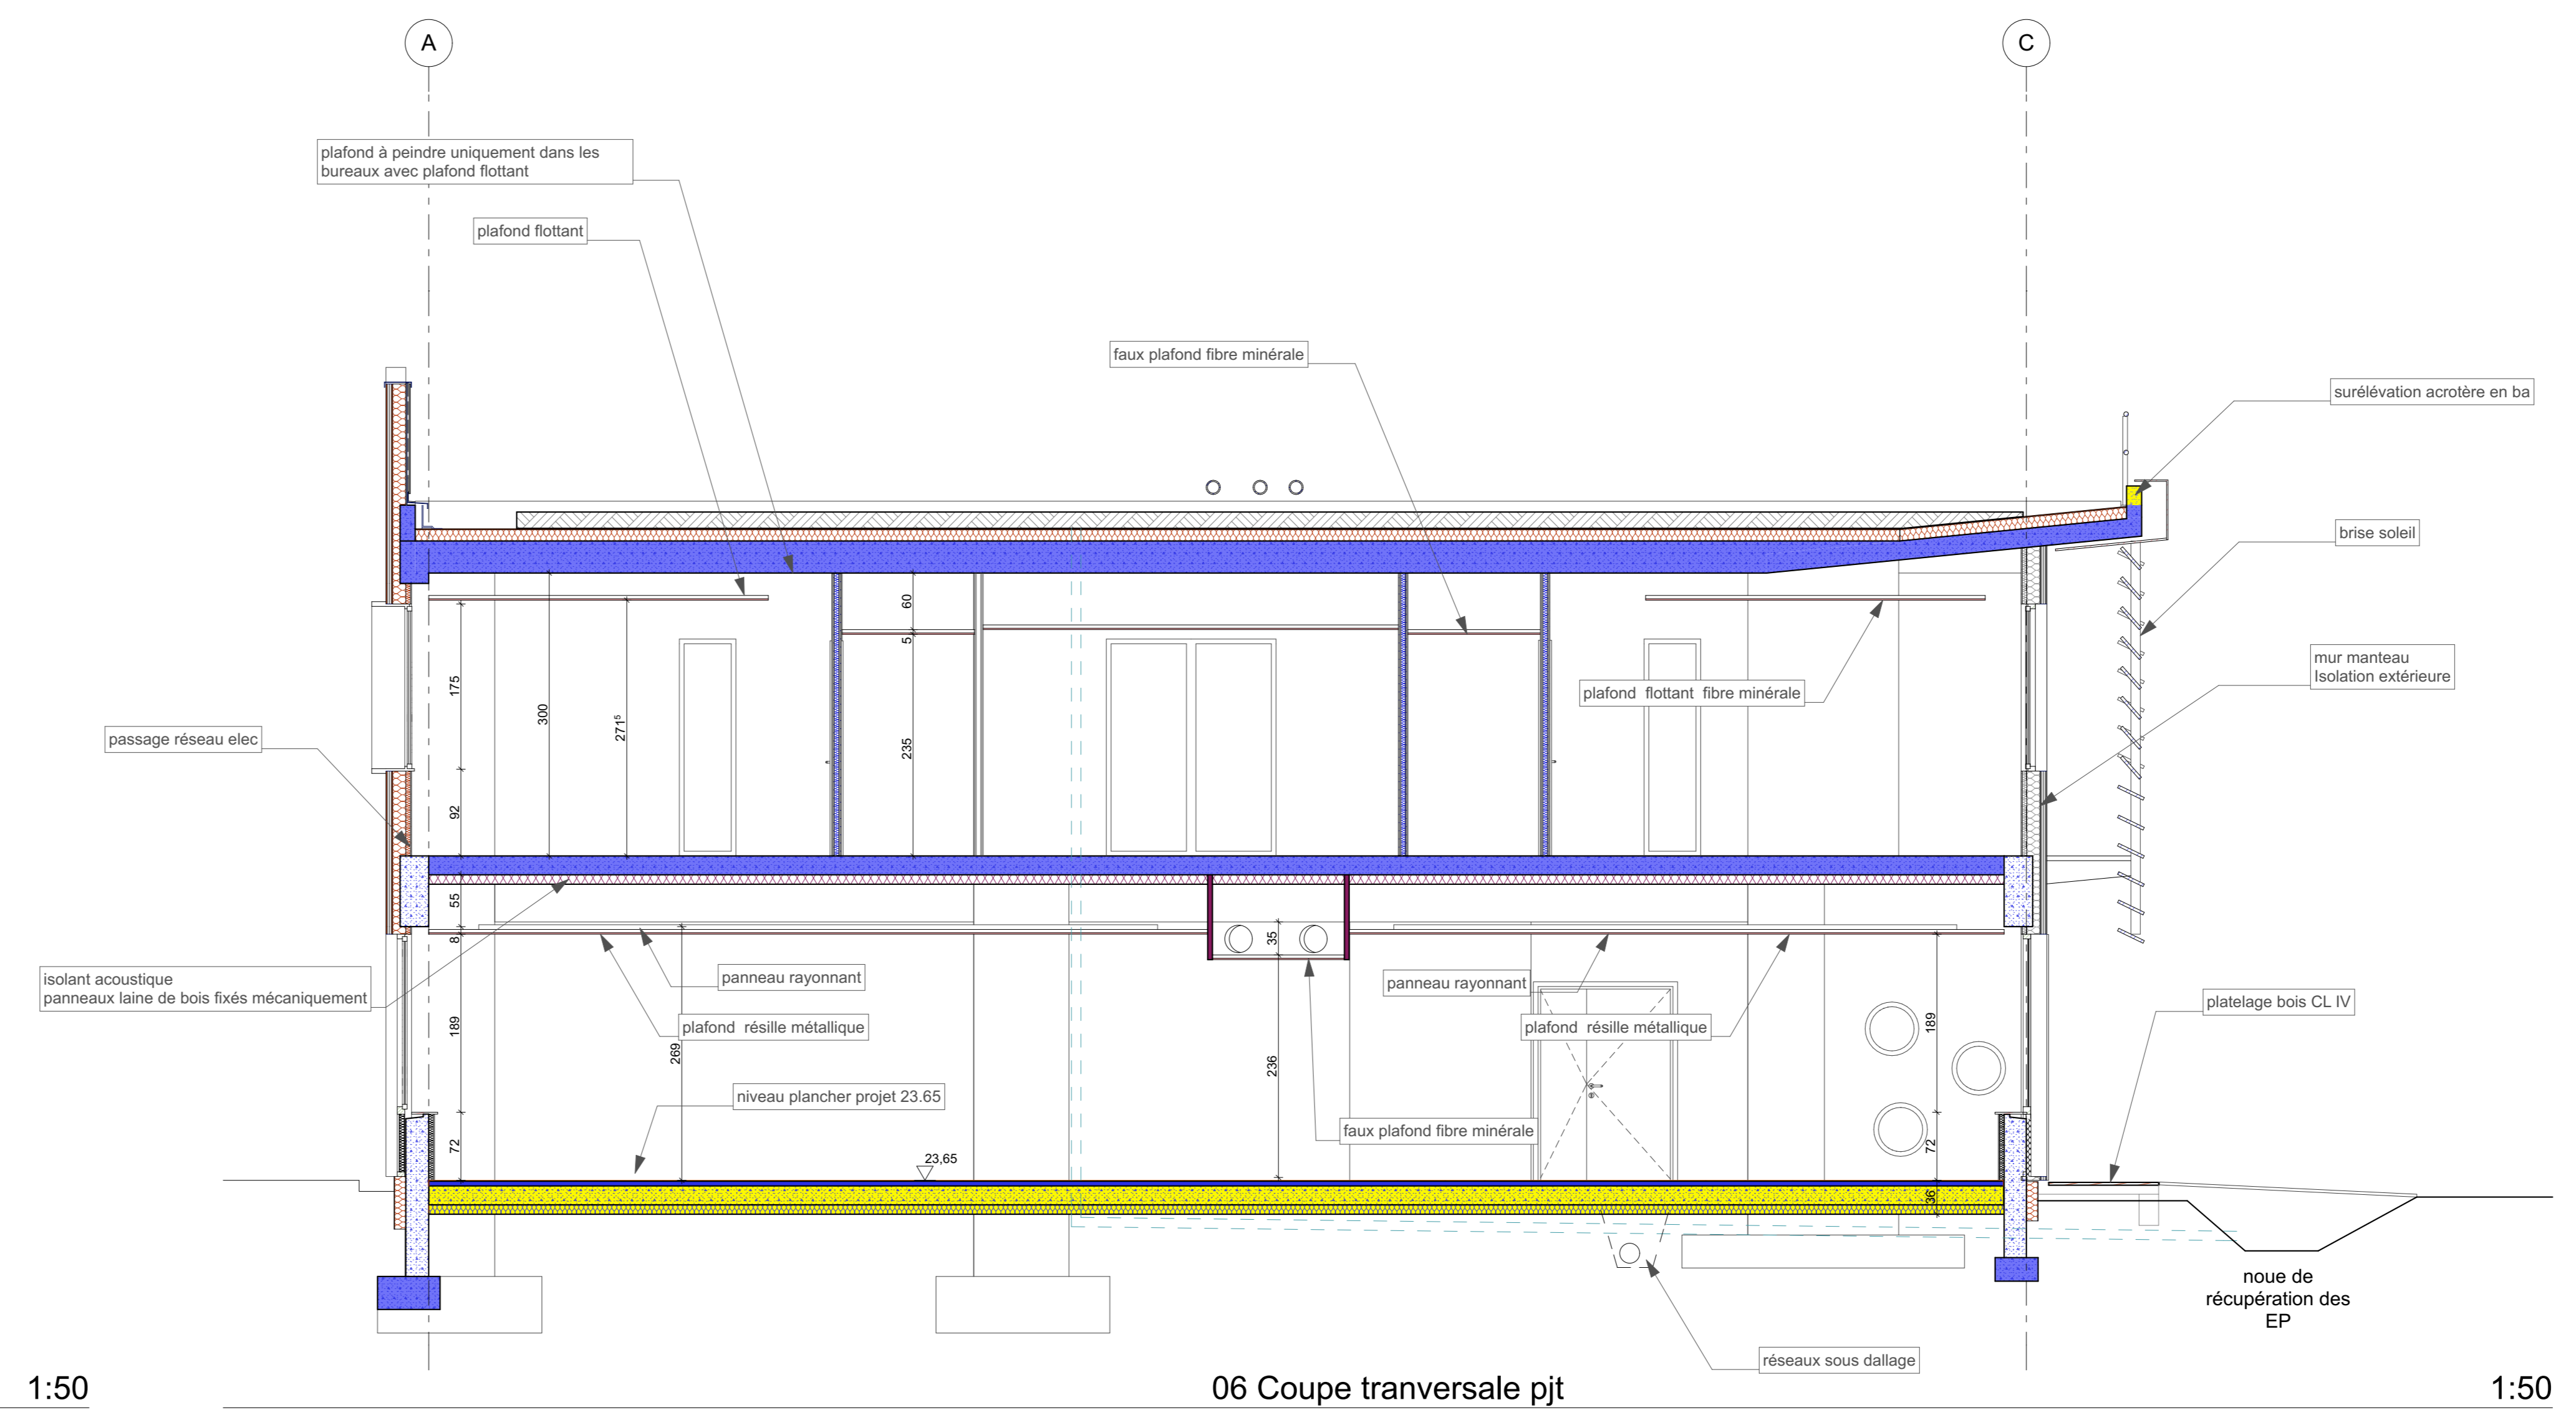 A
C
plafond à peindre uniquement dans les
bureaux avec plafond flottant
plafond flottant
faux plafond fibre minérale
surélévation acrotère en ba
brise soleil
60
5
mur manteau
Isolation extérieure
175
plafond  flottant  fibre minérale
300
271⁵
235
passage réseau elec
92
55
8
35
isolant acoustique
panneaux laine de bois fixés mécaniquement
panneau rayonnant
panneau rayonnant
platelage bois CL IV
189
plafond  résille métallique
plafond  résille métallique
189
269
236
niveau plancher projet 23.65
faux plafond fibre minérale
72
72
23,65
36
noue de
récupération des
EP
réseaux sous dallage
1:50
06 Coupe tranversale pjt
1:50